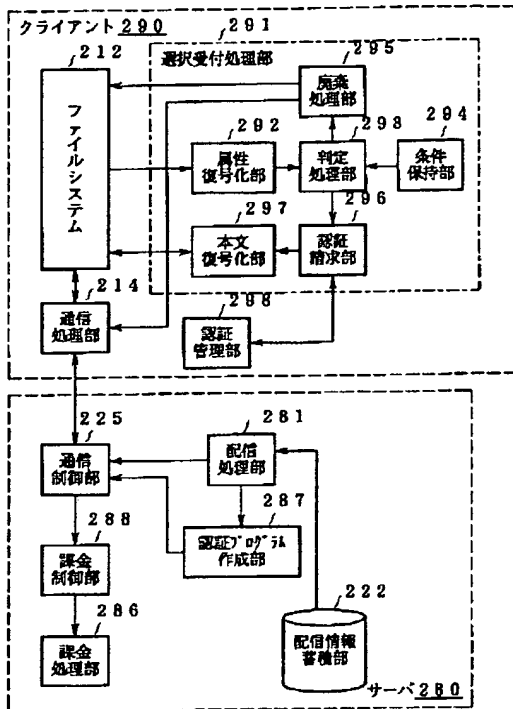 クライアント 290
291
212
選択受付処理部
295
廃棄
処理部
292
293
294
ファイルシステム
属性
復号化部
判定
処理部
条件
保持部
297
296
本文
復号化部
認証
請求部
214
通信
処理部
298
認証
管理部
225
281
通信
制御部
配信
処理部
287
288
認証プログラム
作成部
課金
制御部
222
286
配信情報
蓄積部
課金
処理部
サーバ 280